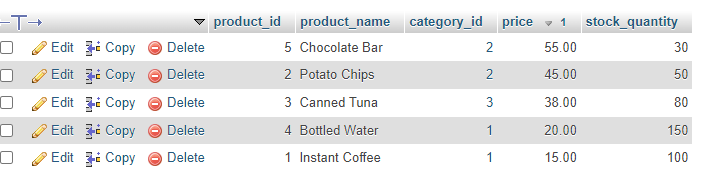 product_id product_name category_id price 1 stock_quantity
Edit Copy Delete 5 Chocolate Bar 2 55.00 30
Edit Copy Delete 2 Potato Chips 2 45.00 50
Edit Copy Delete 3 Canned Tuna 3 38.00 80
Edit Copy Delete 4 Bottled Water 1 20.00 150
Edit Copy Delete 1 Instant Coffee 1 15.00 100